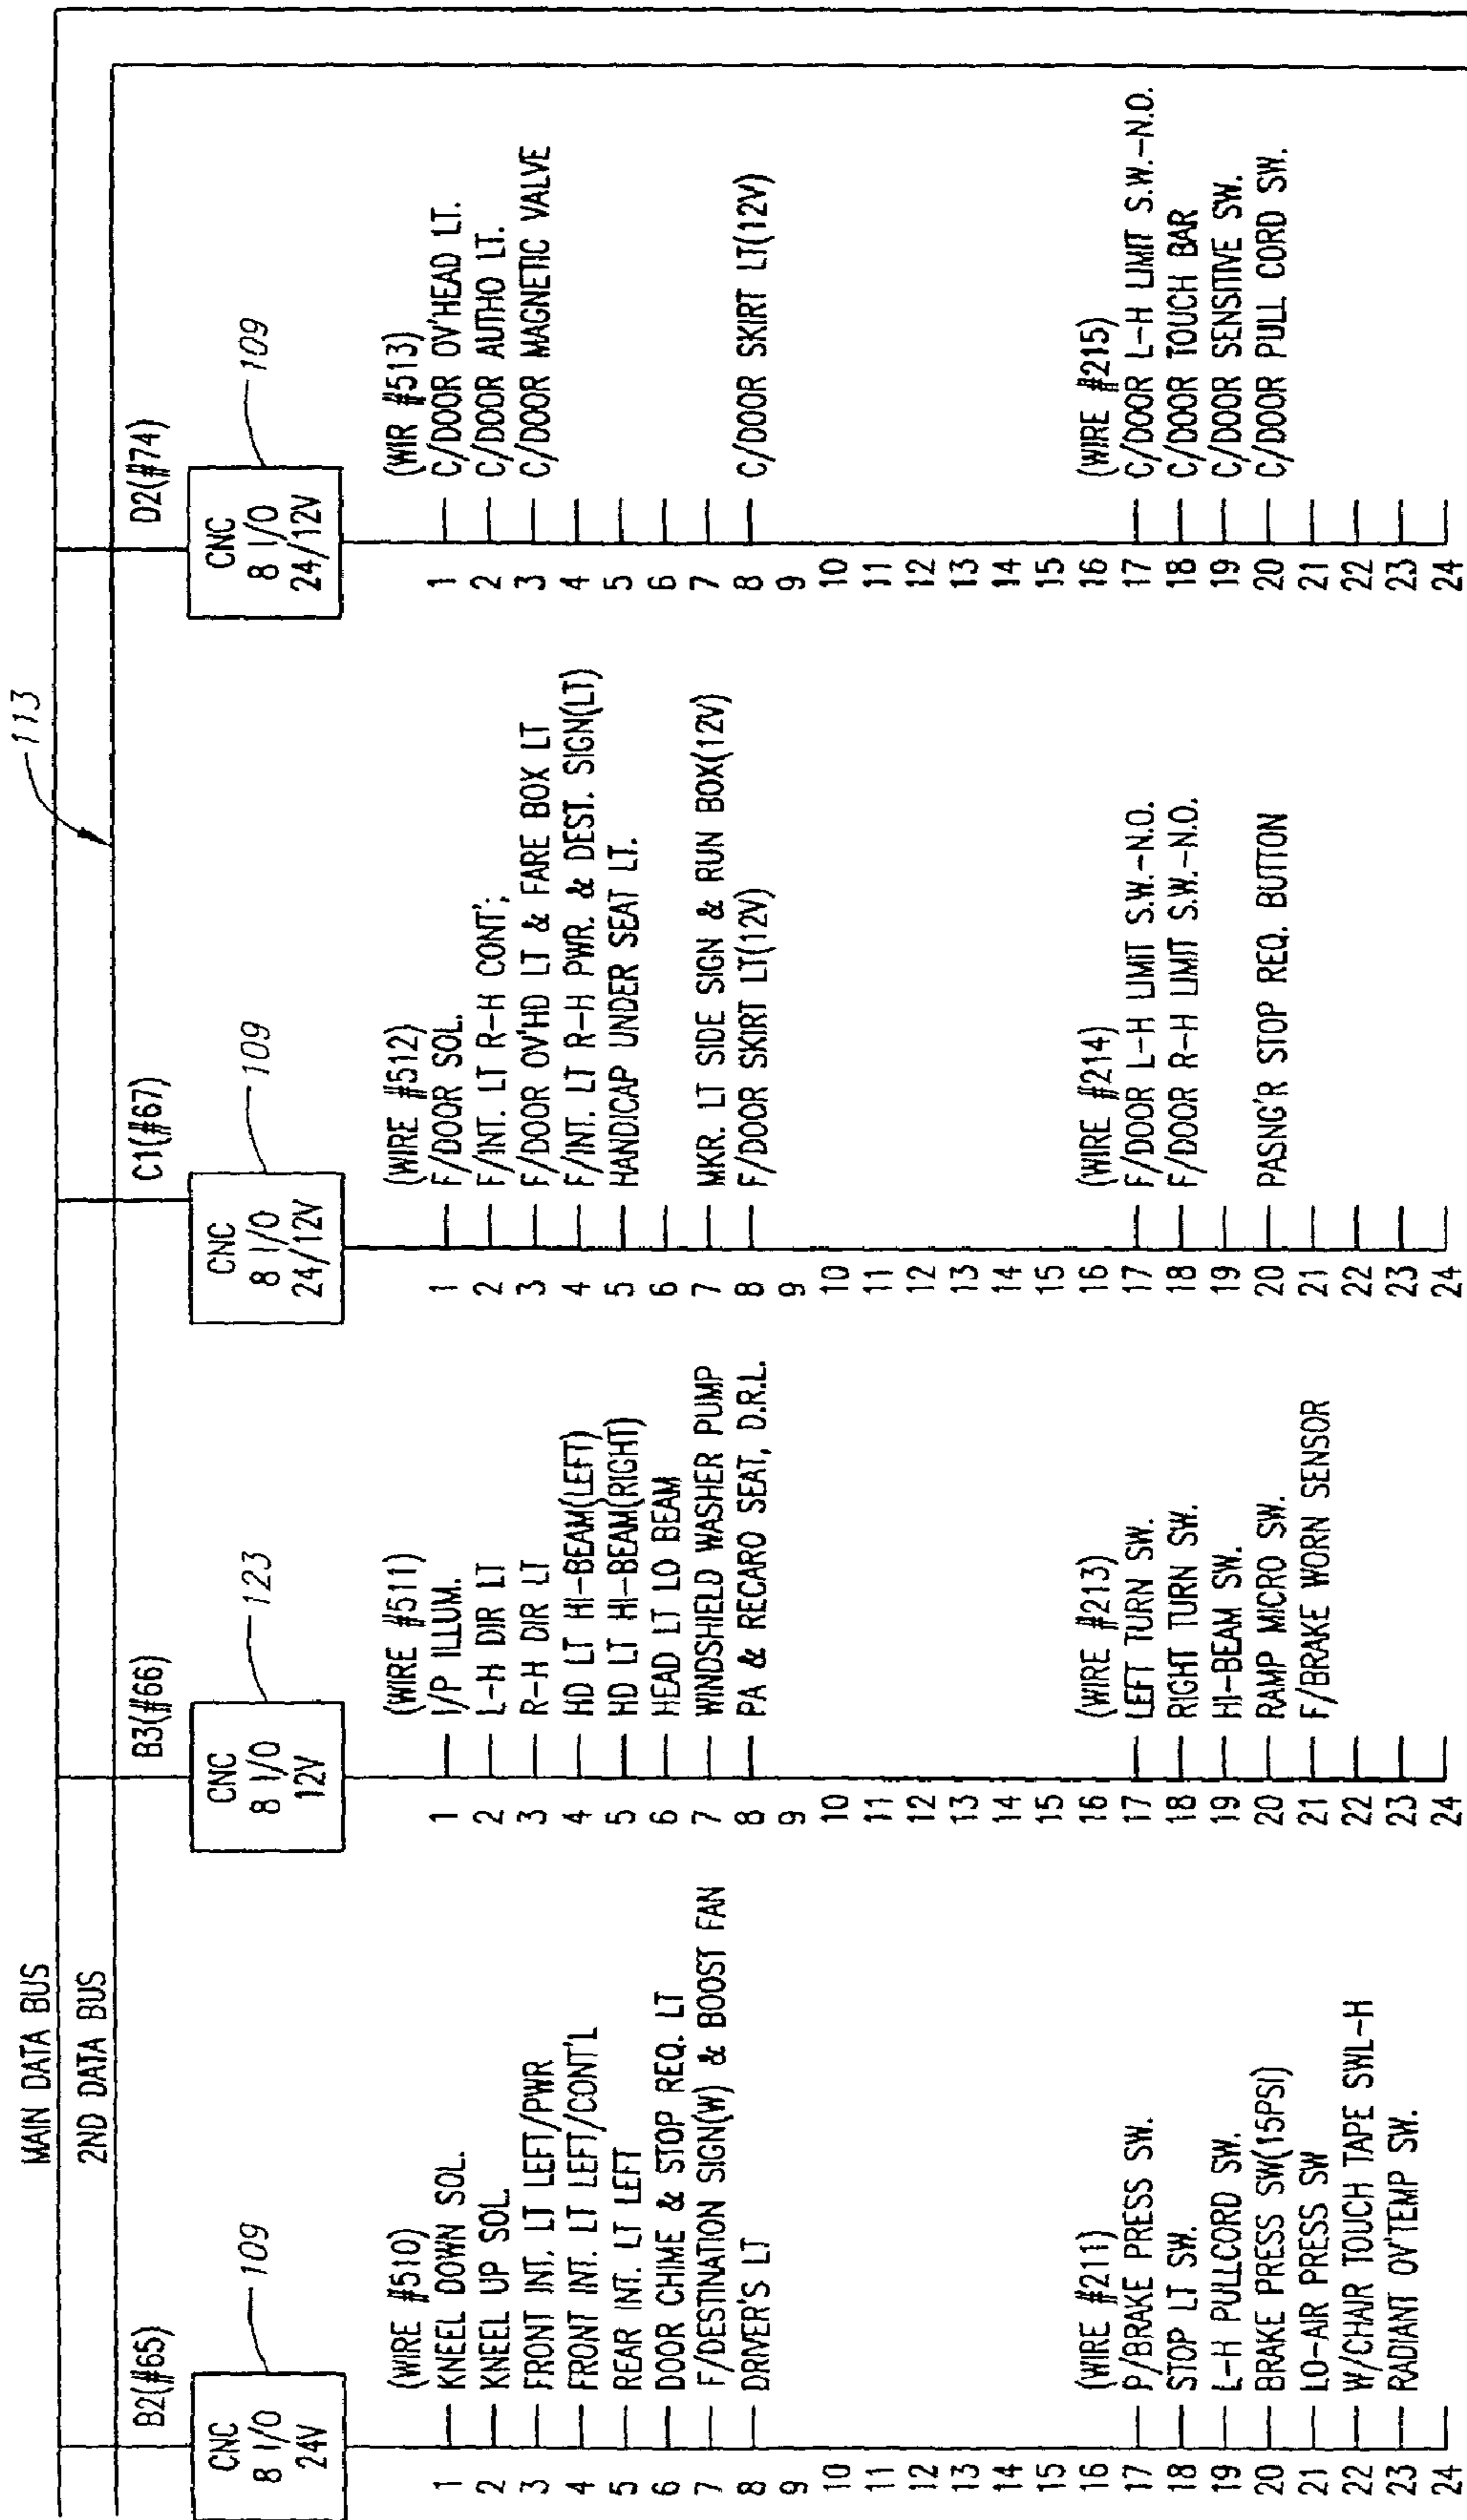 MAIN DATA BUS
2ND DATA BUS
113
B2(#65)
CNC
8 I/O
24V
109
(WIRE #510)
1 KNEEL DOWN SOL.
2 KNEEL UP SOL.
3 FRONT INT. LT LEFT/PWR
4 FRONT INT. LT LEFT/CONT'L
5 REAR INT. LT LEFT
6 DOOR CHIME & STOP REQ. LT
7 F/DESTINATION SIGN(W) & BOOST FAN
8 DRIVER'S LT
9
10
11
12
13
14
15
16 (WIRE #211)
17 P/BRAKE PRESS SW.
18 STOP LT SW.
19 L-H PULLCORD SW.
20 BRAKE PRESS SW(15PSI)
21 LO-AIR PRESS SW
22 W/CHAIR TOUCH TAPE SWL-H
23 RADIANT OV'TEMP SW.
24
B3(#66)
CNC
8 I/O
12V
123
(WIRE #511)
1 I/P ILLUM.
2 L-H DIR LT
3 R-H DIR LT
4 HD LT HI-BEAM(LEFT)
5 HD LT HI-BEAM(RIGHT)
6 HEAD LT LO BEAM
7 WINDSHIELD WASHER PUMP
8 PA & RECARO SEAT, D.R.L.
9
10
11
12
13
14
15
16 (WIRE #213)
17 LEFT TURN SW.
18 RIGHT TURN SW.
19 HI-BEAM SW.
20 RAMP MICRO SW.
21 F/BRAKE WORN SENSOR
22
23
24
C1(#67)
CNC
8 I/O
24/12V
109
(WIRE #512)
1 F/DOOR SOL.
2 F/INT. LT R-H CONT';
3 F/DOOR OV'HD LT & FARE BOX LT
4 F/INT. LT R-H PWR. & DEST. SIGN(LT)
5 HANDICAP UNDER SEAT LT.
6
7 MKR. LT SIDE SIGN & RUN BOX(12V)
8 F/DOOR SKIRT LT(12V)
9
10
11
12
13
14
15
16 (WIRE #214)
17 F/DOOR L-H LIMIT S.W.-N.O.
18 F/DOOR R-H LIMIT S.W.-N.O.
19
20 PASNG'R STOP REQ. BUTTON
21
22
23
24
D2(#74)
CNC
8 I/O
24/12V
109
(WIR #513)
1 C/DOOR OV'HEAD LT.
2 C/DOOR AUTHO LT.
3 C/DOOR MAGNETIC VALVE
4
5
6
7
8 C/DOOR SKIRT LT(12V)
9
10
11
12
13
14
15
16 (WIRE #215)
17 C/DOOR L-H LIMIT S.W.-N.O.
18 C/DOOR TOUCH BAR
19 C/DOOR SENSITIVE SW.
20 C/DOOR PULL CORD SW.
21
22
23
24